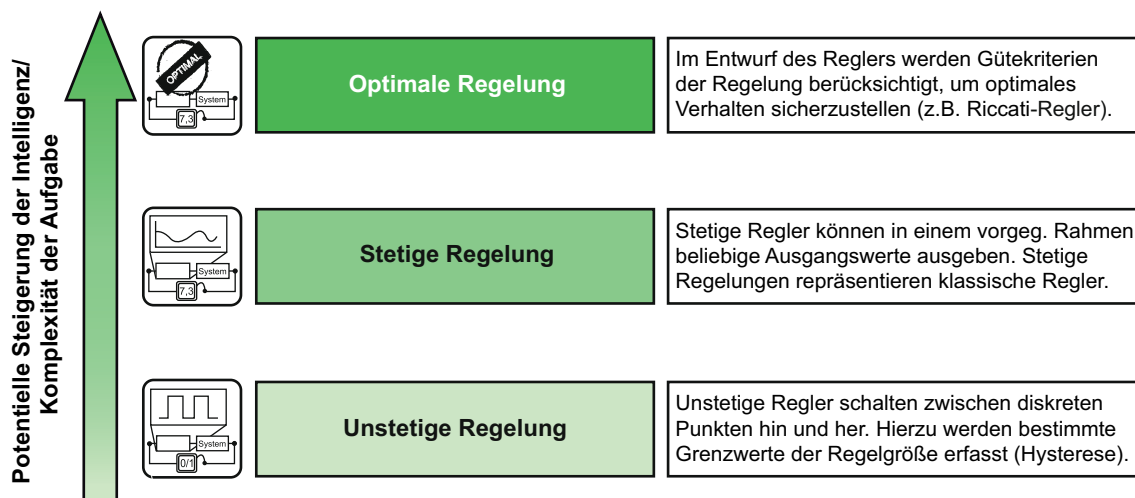 Potentielle Steigerung der Intelligenz/
Komplexität der Aufgabe
OPTIMAL
System
7,3
Optimale Regelung
Im Entwurf des Reglers werden Gütekriterien
der Regelung berücksichtigt, um optimales
Verhalten sicherzustellen (z.B. Riccati-Regler).
System
7,3
Stetige Regelung
Stetige Regler können in einem vorgeg. Rahmen
beliebige Ausgangswerte ausgeben. Stetige
Regelungen repräsentieren klassische Regler.
System
0/1
Unstetige Regelung
Unstetige Regler schalten zwischen diskreten
Punkten hin und her. Hierzu werden bestimmte
Grenzwerte der Regelgröße erfasst (Hysterese).